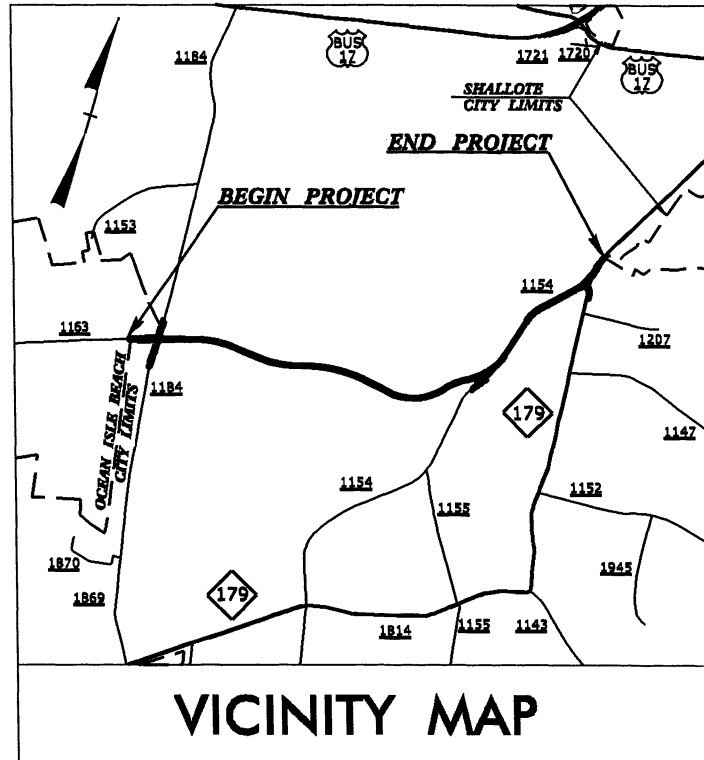 1184
BUS
17
1721
1720
BUS
17
SHALLOTE
CITY LIMITS
END PROJECT
BEGIN PROJECT
1153
1154
1163
1207
1184
OCEAN ISLE BEACH
CITY LIMITS
179
1147
1154
1155
1152
1870
1869
179
1945
1814
1155
1143
VICINITY MAP